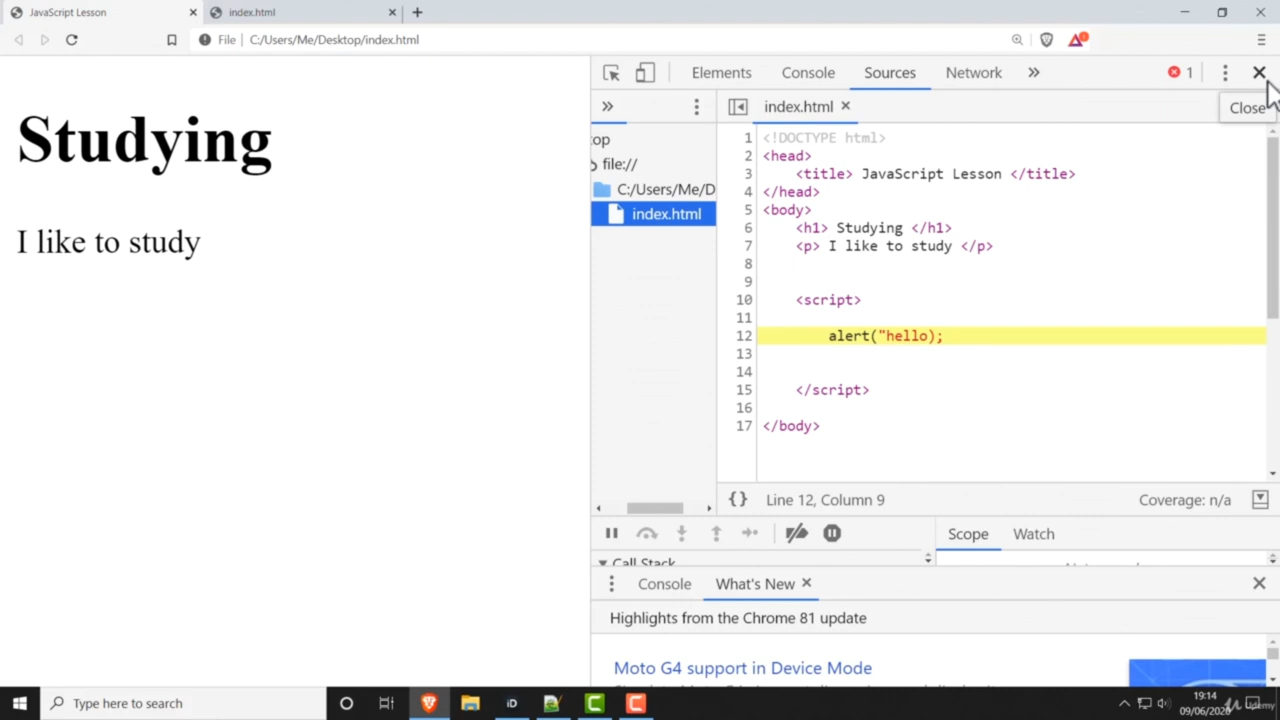 JavaScript Lesson
index.html
File | C:/Users/Me/Desktop/index.html
1
Studying
I like to study
Elements
Console
Sources
Network
1
Close
top
file://
C:/Users/Me/D
index.html
index.html
1 <!DOCTYPE html>
2 <head>
3 <title> JavaScript Lesson </title>
4 </head>
5 <body>
6 <h1> Studying </h1>
7 <p> I like to study </p>
8
9
10 <script>
11
12 alert("hello);
13
14
15 </script>
16
17 </body>
{} Line 12, Column 9
Coverage: n/a
Scope
Watch
Call Stack
Console
What's New
Highlights from the Chrome 81 update
Moto G4 support in Device Mode
Type here to search
iD
19:14
09/06/2020
Udemy